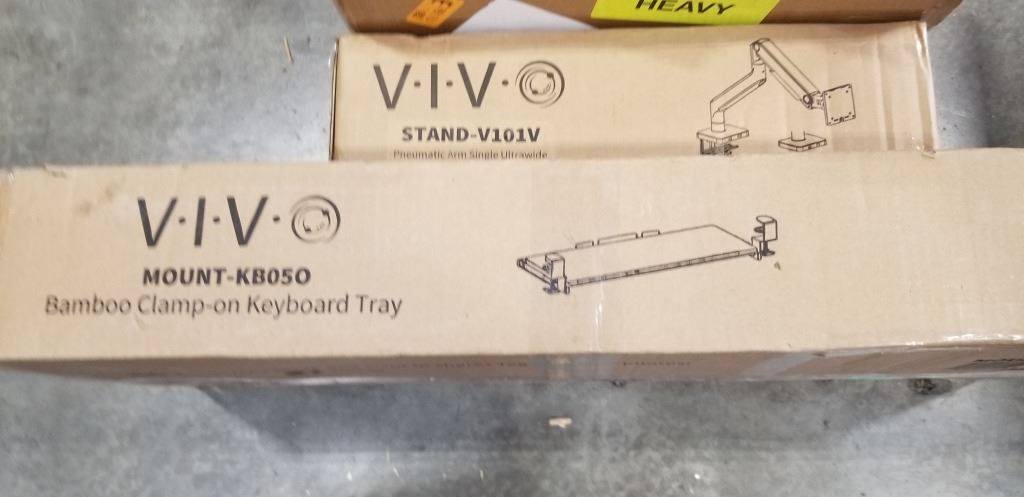 HEAVY
V·I·V·O
STAND-V101V
Pneumatic Arm Single Ultrawide
V·I·V·O
MOUNT-KB05O
Bamboo Clamp-on Keyboard Tray